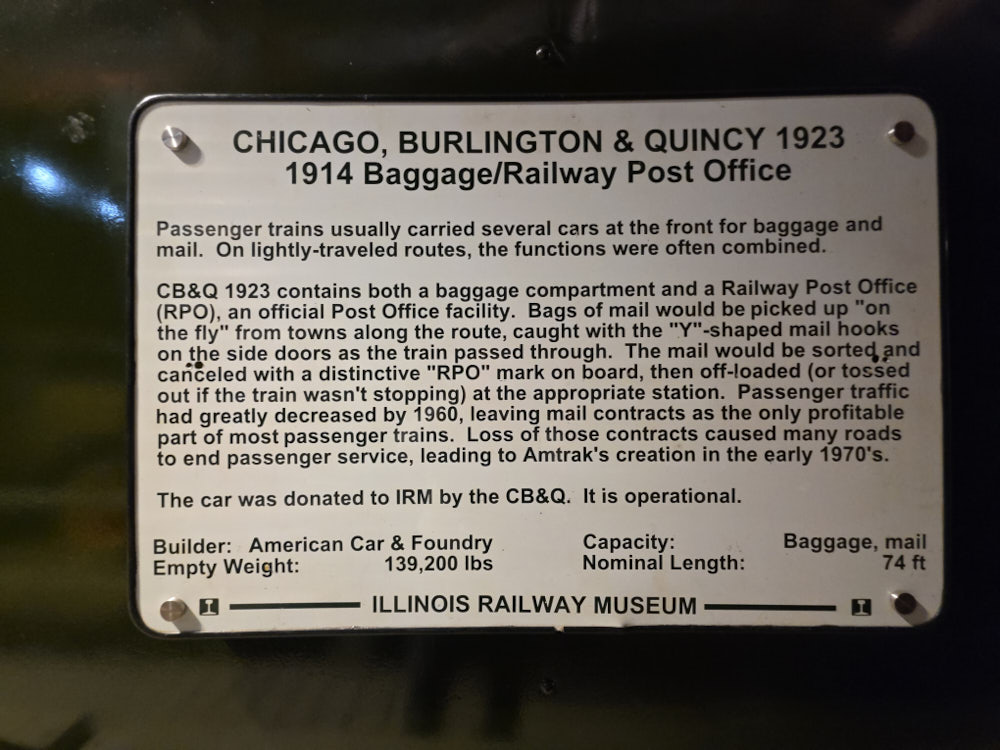 CHICAGO, BURLINGTON & QUINCY 1923
1914 Baggage/Railway Post Office
Passenger trains usually carried several cars at the front for baggage and
mail.  On lightly-traveled routes, the functions were often combined.
CB&Q 1923 contains both a baggage compartment and a Railway Post Office
(RPO), an official Post Office facility.  Bags of mail would be picked up "on
the fly" from towns along the route, caught with the "Y"-shaped mail hooks
on the side doors as the train passed through.  The mail would be sorted and
canceled with a distinctive "RPO" mark on board, then off-loaded (or tossed
out if the train wasn't stopping) at the appropriate station.  Passenger traffic
had greatly decreased by 1960, leaving mail contracts as the only profitable
part of most passenger trains.  Loss of those contracts caused many roads
to end passenger service, leading to Amtrak's creation in the early 1970's.
The car was donated to IRM by the CB&Q.  It is operational.
Builder: American Car & Foundry Capacity: Baggage, mail
Empty Weight: 139,200 lbs Nominal Length: 74 ft
I ILLINOIS RAILWAY MUSEUM I